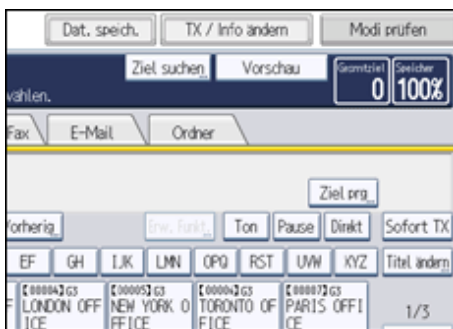 Dat. speich. TX / Info ändern Modi prüfen
Ziel suchen Vorschau Gesamtziel Speicher
wählen. 0 100%
Fax E-Mail Ordner
Ziel prg.
Vorherig. Erw. Funkt. Ton Pause Direkt Sofort TX
EF GH IJK LMN OPQ RST UVW XYZ Titel ändern
[00004]G3 [00005]G3 [00006]G3 [00007]G3
F LONDON OFF NEW YORK O TORONTO OF PARIS OFFI 1/3
ICE FFICE FICE CE